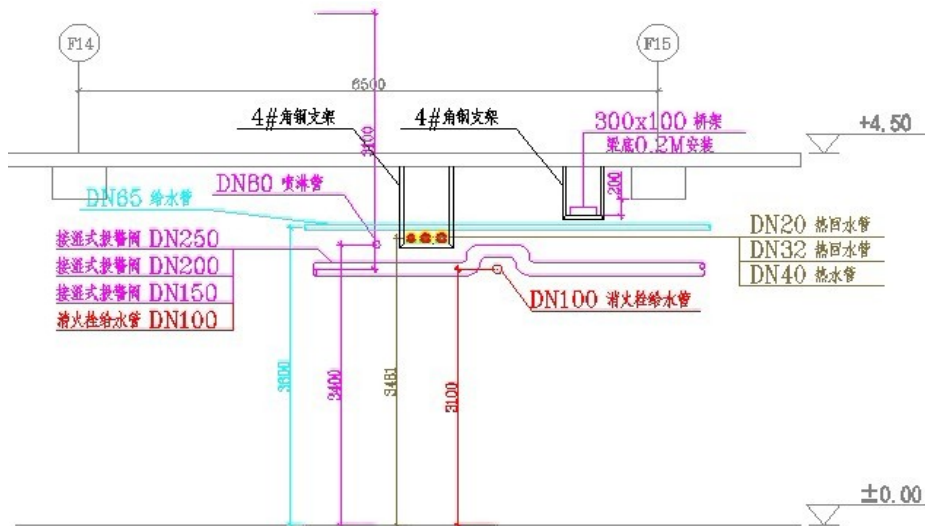 F14
F15
6500
4#角钢支架
4#角钢支架
300x100 桥架
梁底0.2M安装
+4.50
3100
200
DN80 喷淋管
DN65 给水管
接湿式报警阀 DN250
接湿式报警阀 DN200
接湿式报警阀 DN150
消火栓给水管 DN100
DN20 热回水管
DN32 热回水管
DN40 热水管
DN100 消火栓给水管
3600
3400
3481
3100
±0.00